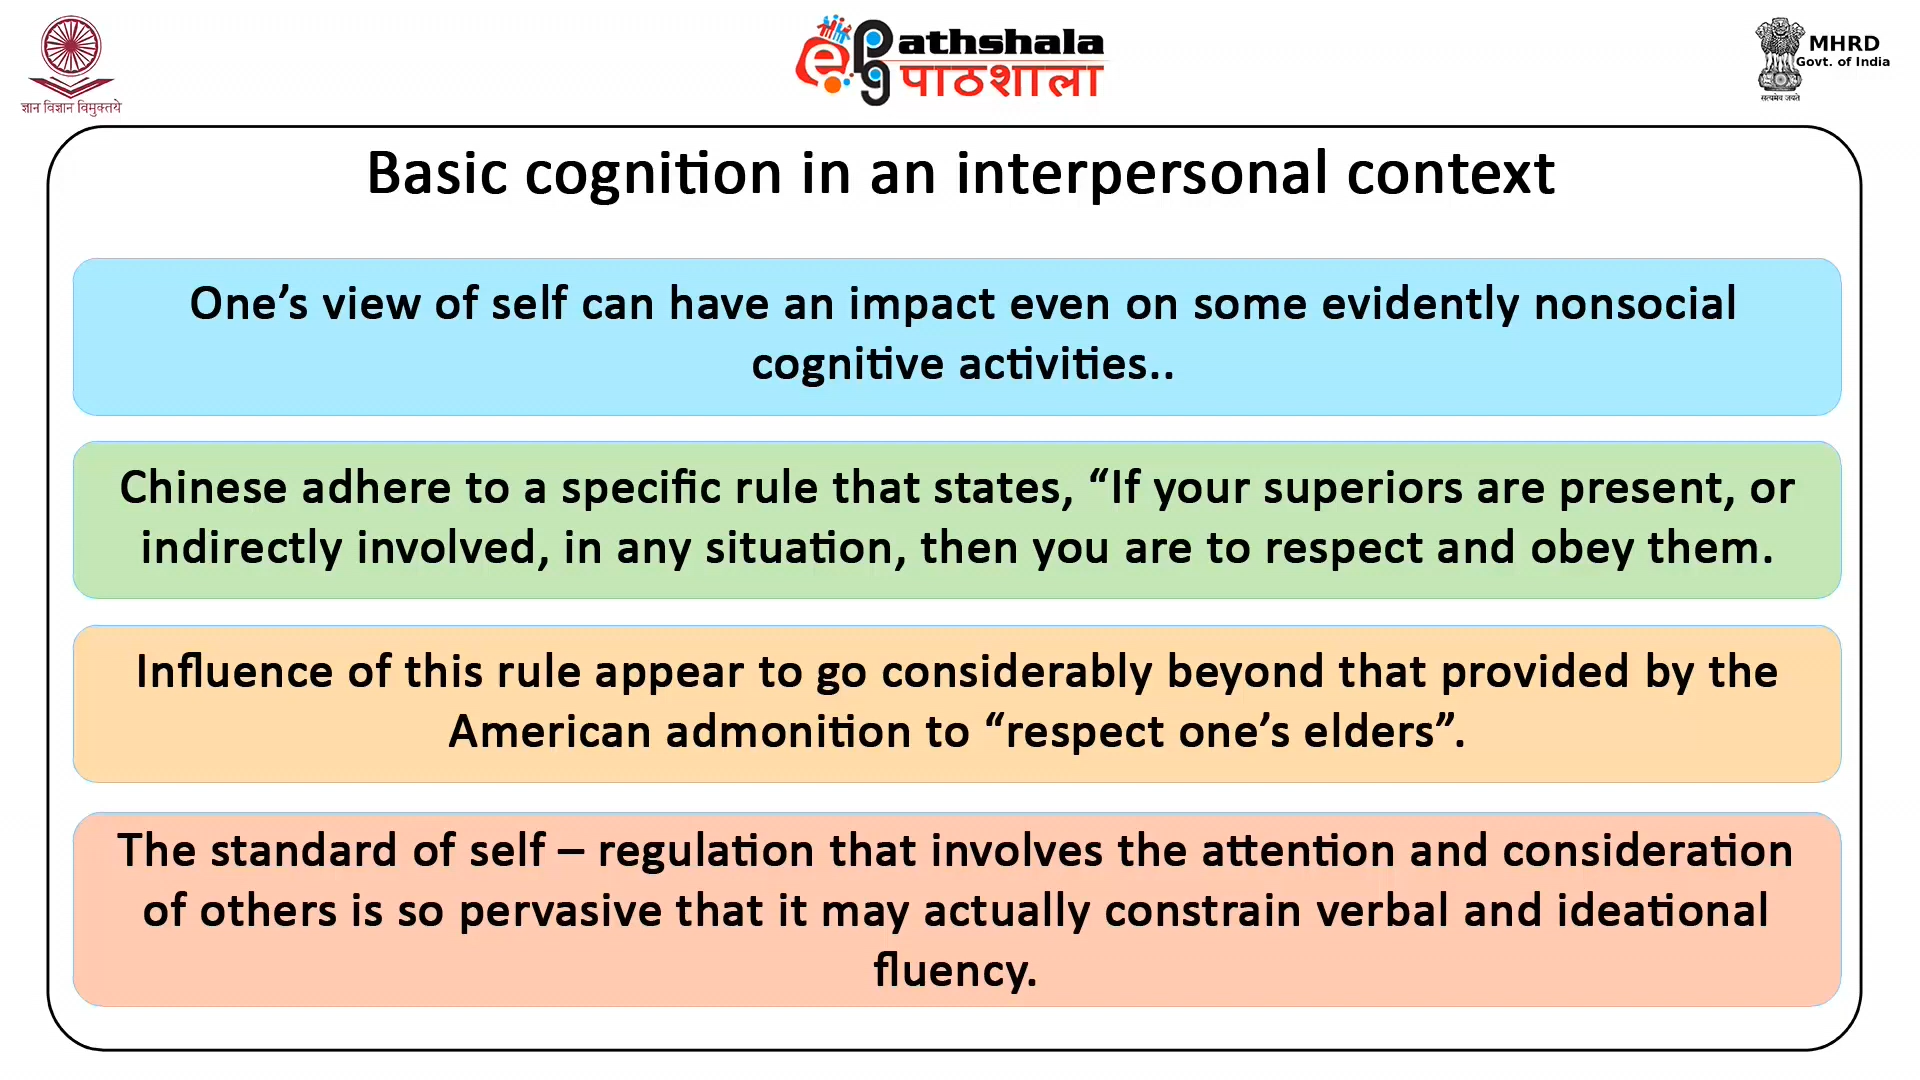 ज्ञान विज्ञान विमुक्तये
ePG Pathshala
पाठशाला
सत्यमेव जयते
MHRD
Govt. of India
Basic cognition in an interpersonal context
One’s view of self can have an impact even on some evidently nonsocial
cognitive activities..
Chinese adhere to a specific rule that states, “If your superiors are present, or
indirectly involved, in any situation, then you are to respect and obey them.
Influence of this rule appear to go considerably beyond that provided by the
American admonition to “respect one’s elders”.
The standard of self – regulation that involves the attention and consideration
of others is so pervasive that it may actually constrain verbal and ideational
fluency.